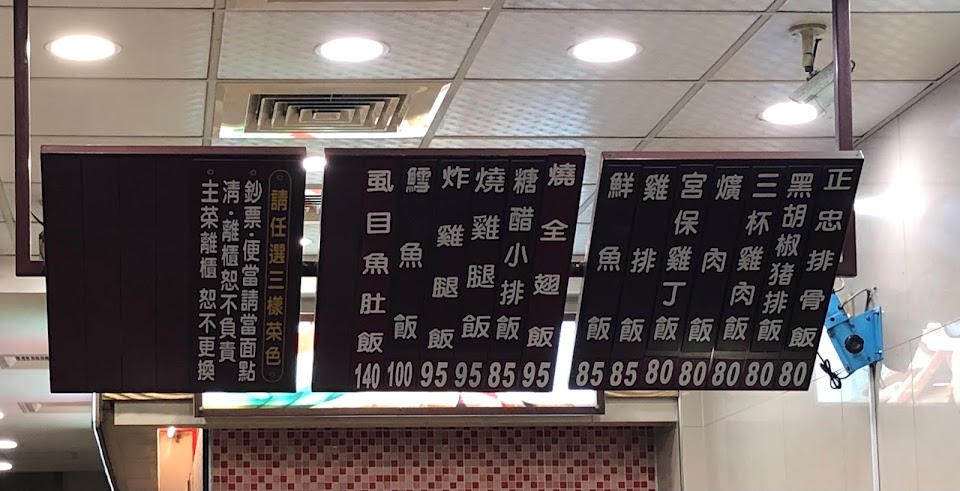 正忠排骨飯 80
黑胡椒豬排飯 80
三杯雞肉飯 80
爌肉飯 80
宮保雞丁飯 80
雞排飯 85
鮮魚飯 85
燒全翅飯 95
糖醋小排飯 85
燒雞腿飯 95
炸雞腿飯 95
鱈魚飯 100
虱目魚肚飯 140
請任選三樣菜色
。鈔票·便當請當面點
清·離櫃恕不負責
。主菜離櫃 恕不更換